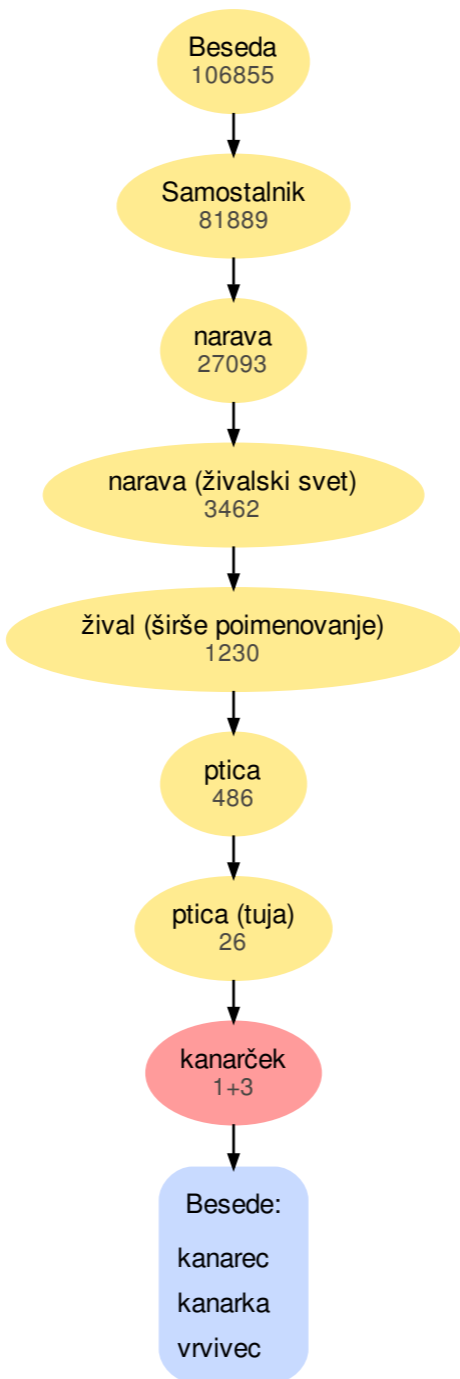 Beseda
106855
Samostalnik
81889
narava
27093
narava (živalski svet)
3462
žival (širše poimenovanje)
1230
ptica
486
ptica (tuja)
26
kanarček
1+3
Besede:
kanarec
kanarka
vrvivec